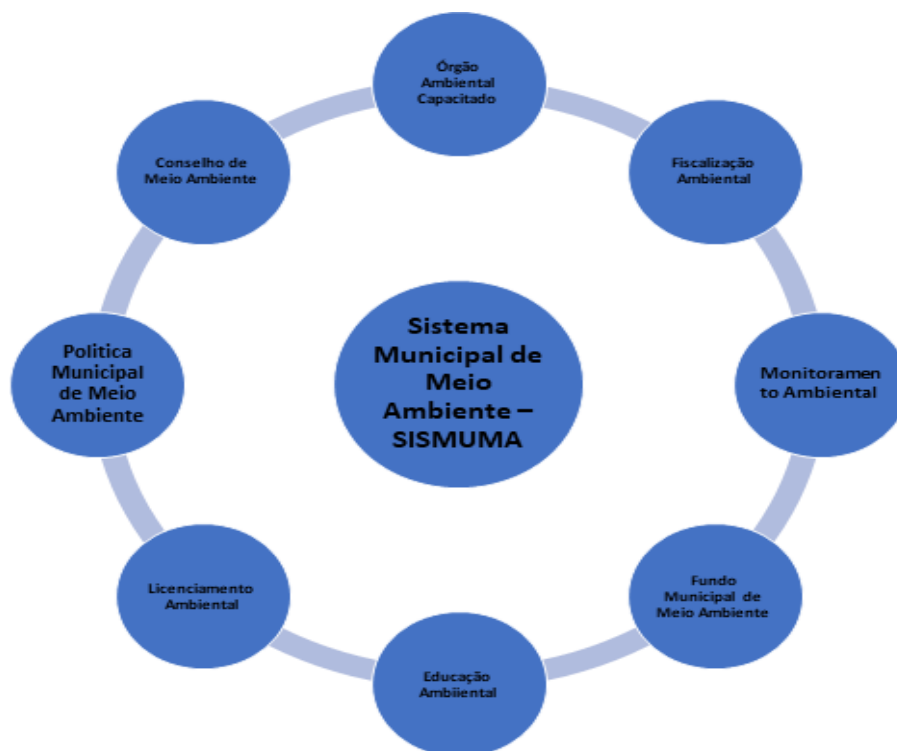 Órgão
Ambiental
Capacitado
Conselho de
Meio Ambiente
Fiscalização
Ambiental
Politica
Municipal
de Meio
Ambiente
Sistema
Municipal de
Meio
Ambiente –
SISMUMA
Monitoramen
to Ambiental
Licenciamento
Ambiental
Fundo
Municipal de
Meio Ambiente
Educação
Ambiiental